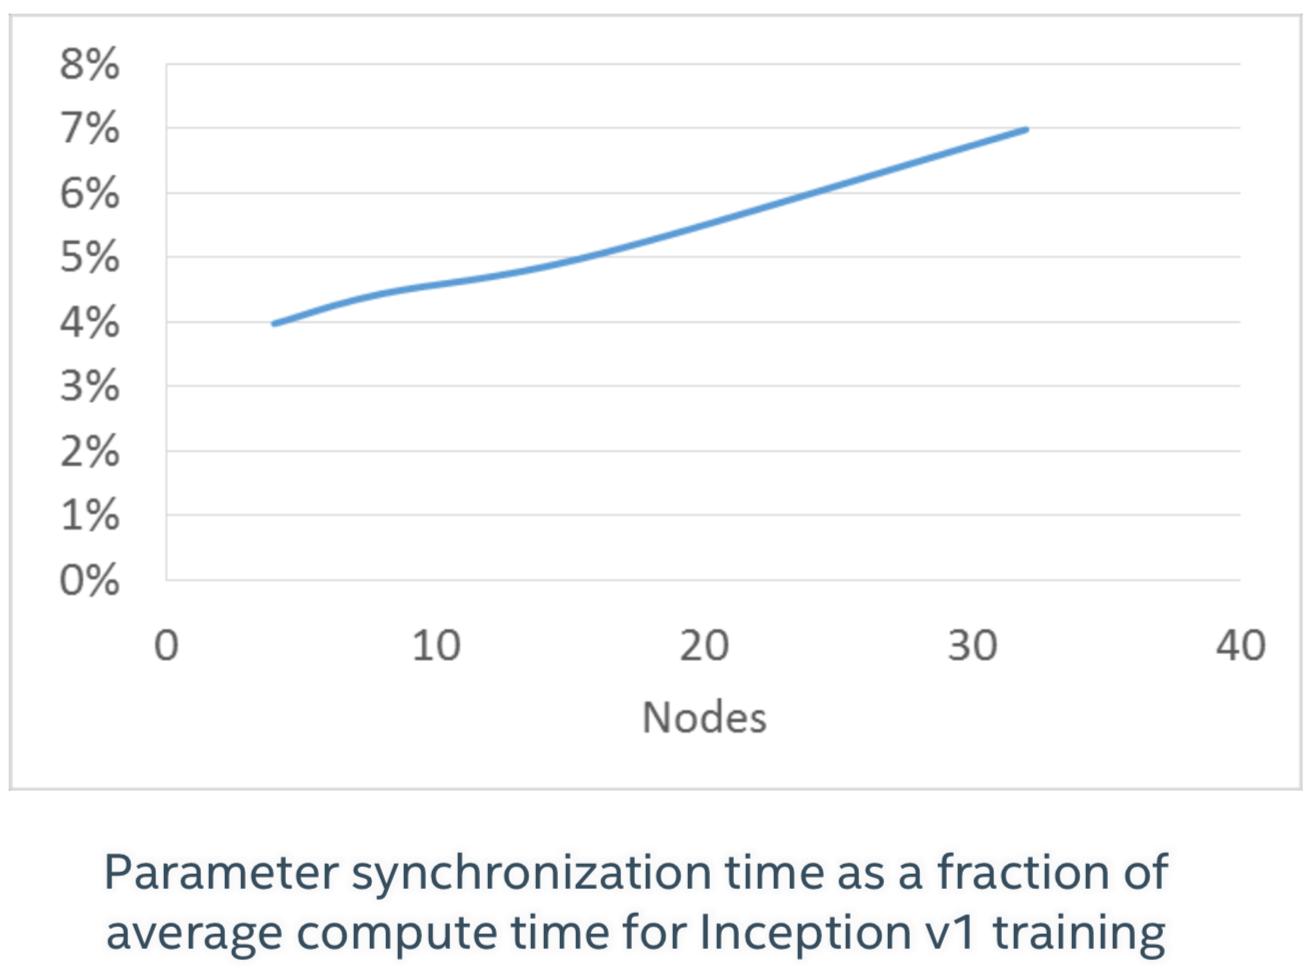 8%
7%
6%
5%
4%
3%
2%
1%
0%
0 10 20 30 40
Nodes
Parameter synchronization time as a fraction of
average compute time for Inception v1 training